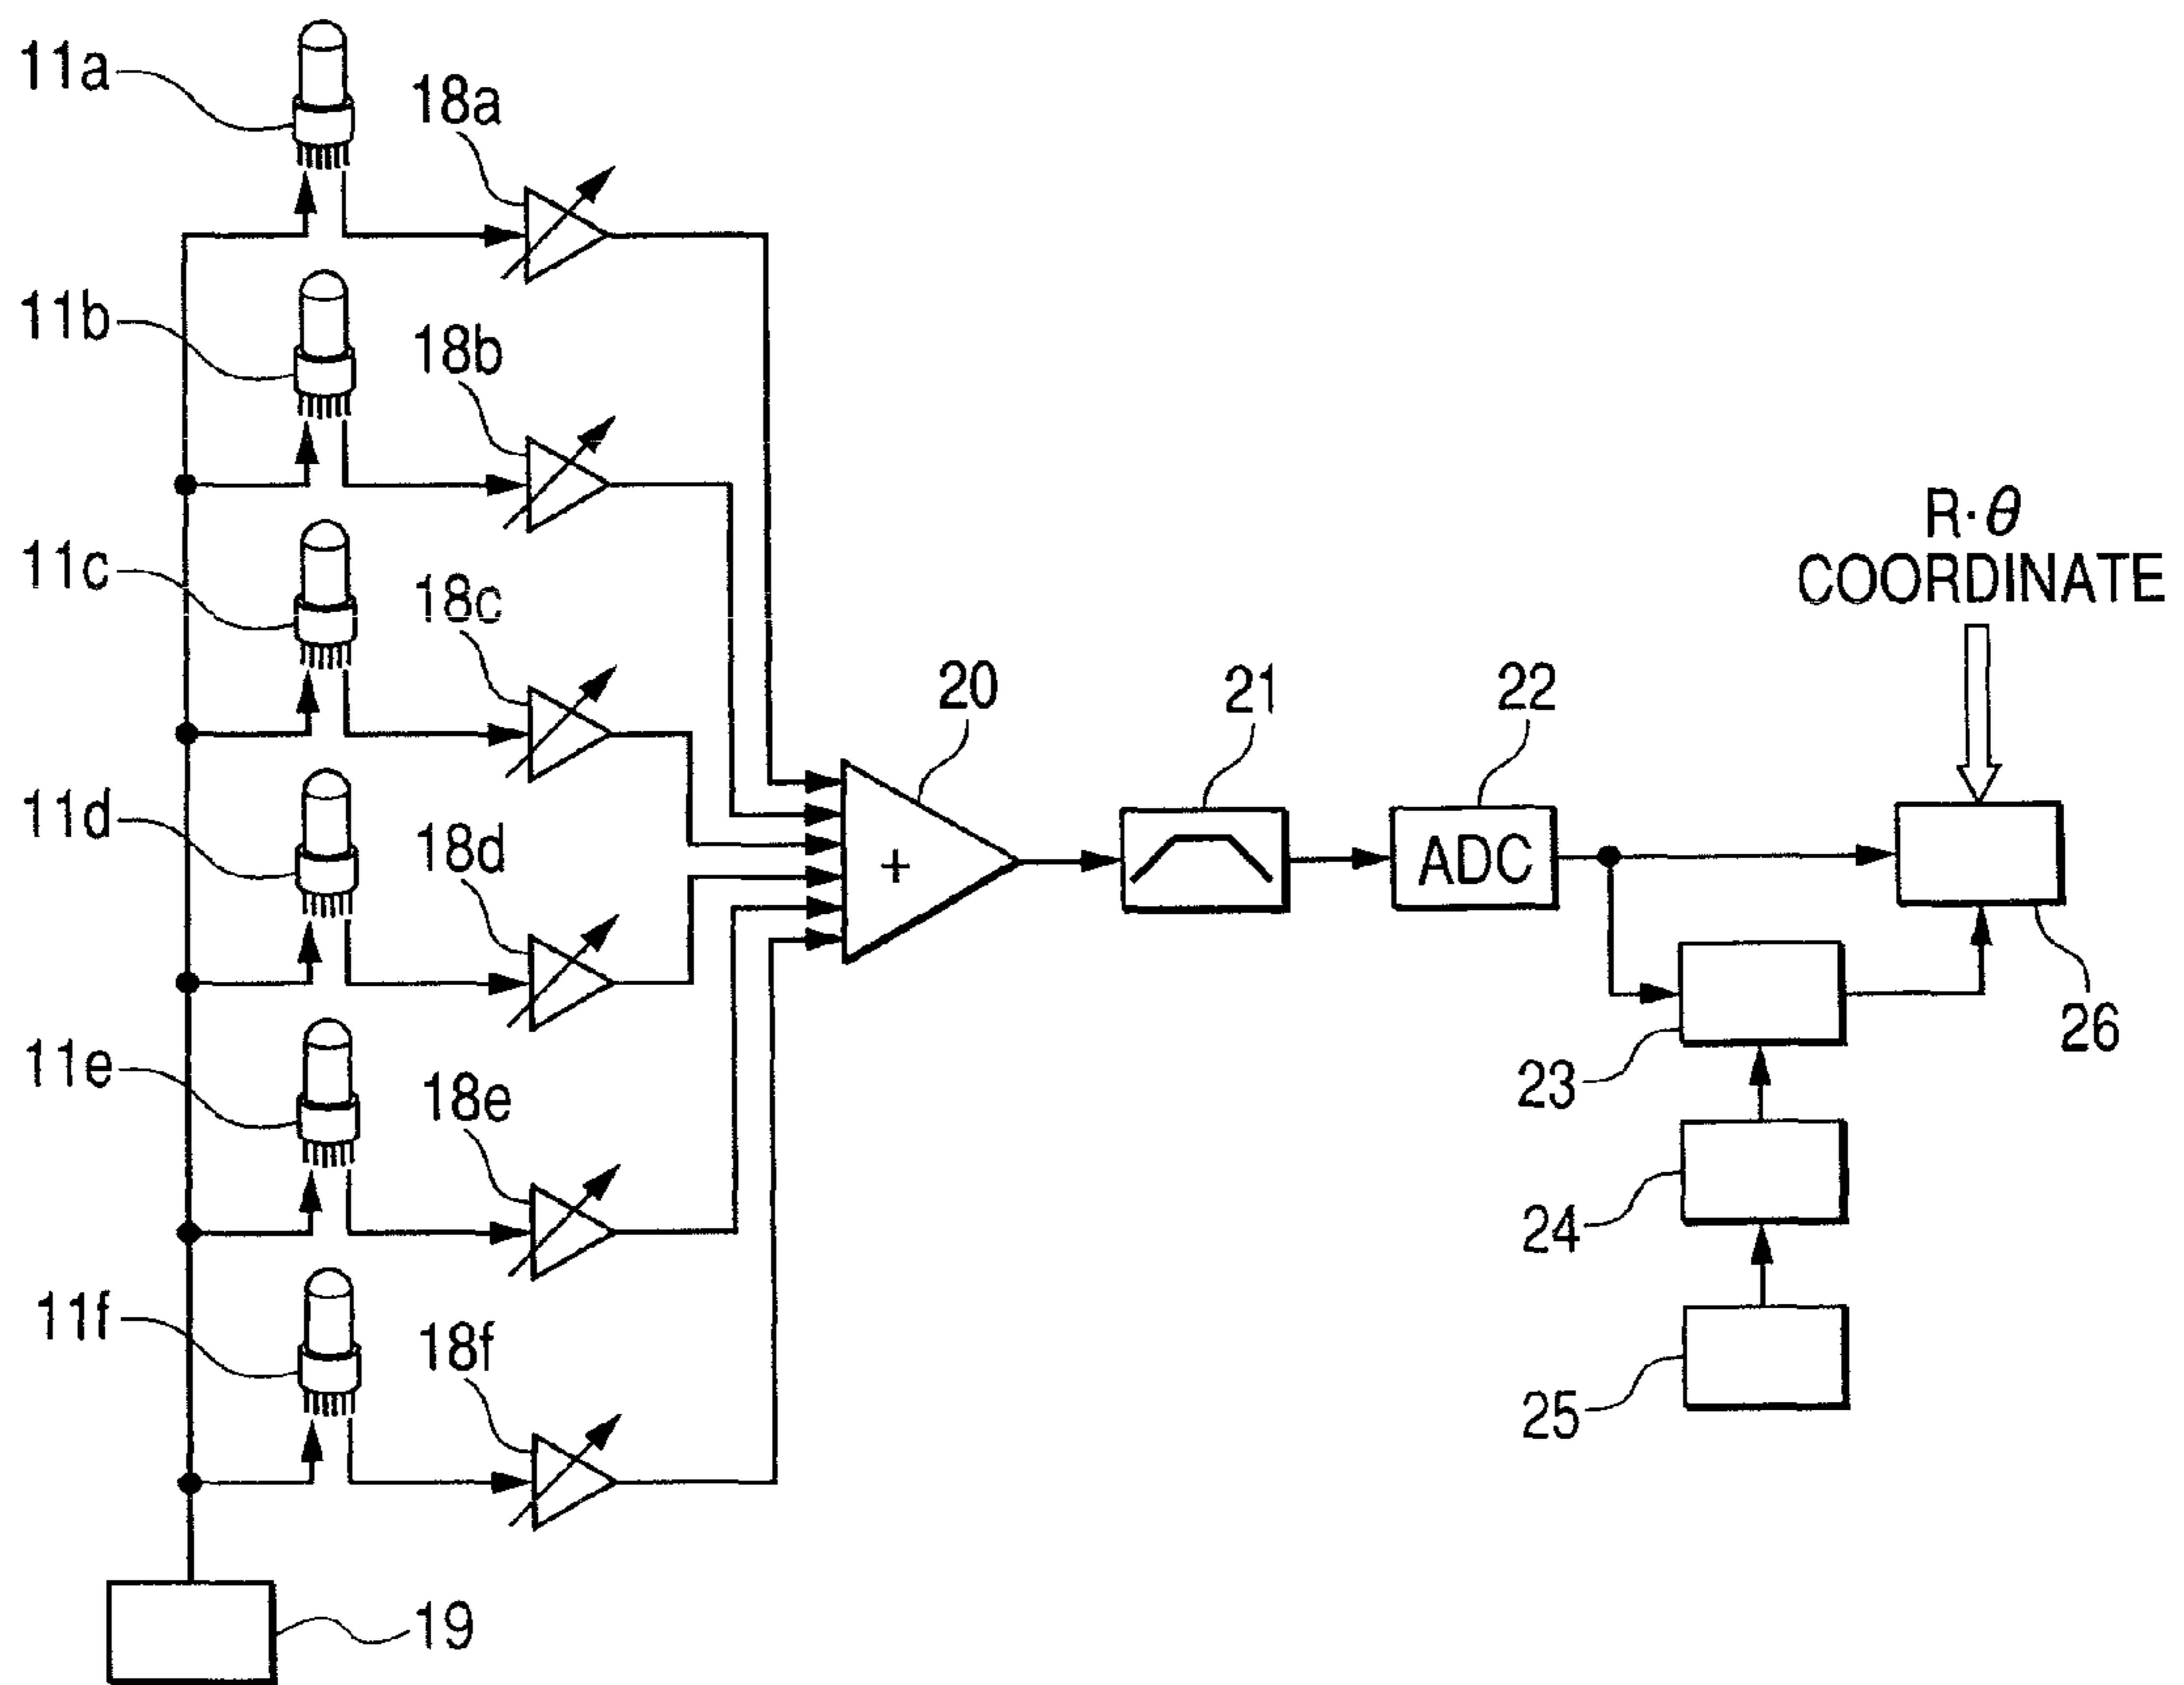 11a
18a
11b
18b
11c
18c
R·θ
COORDINATE
20
21
22
11d
18d
+
ADC
11e
18e
23
26
24
11f
18f
25
19